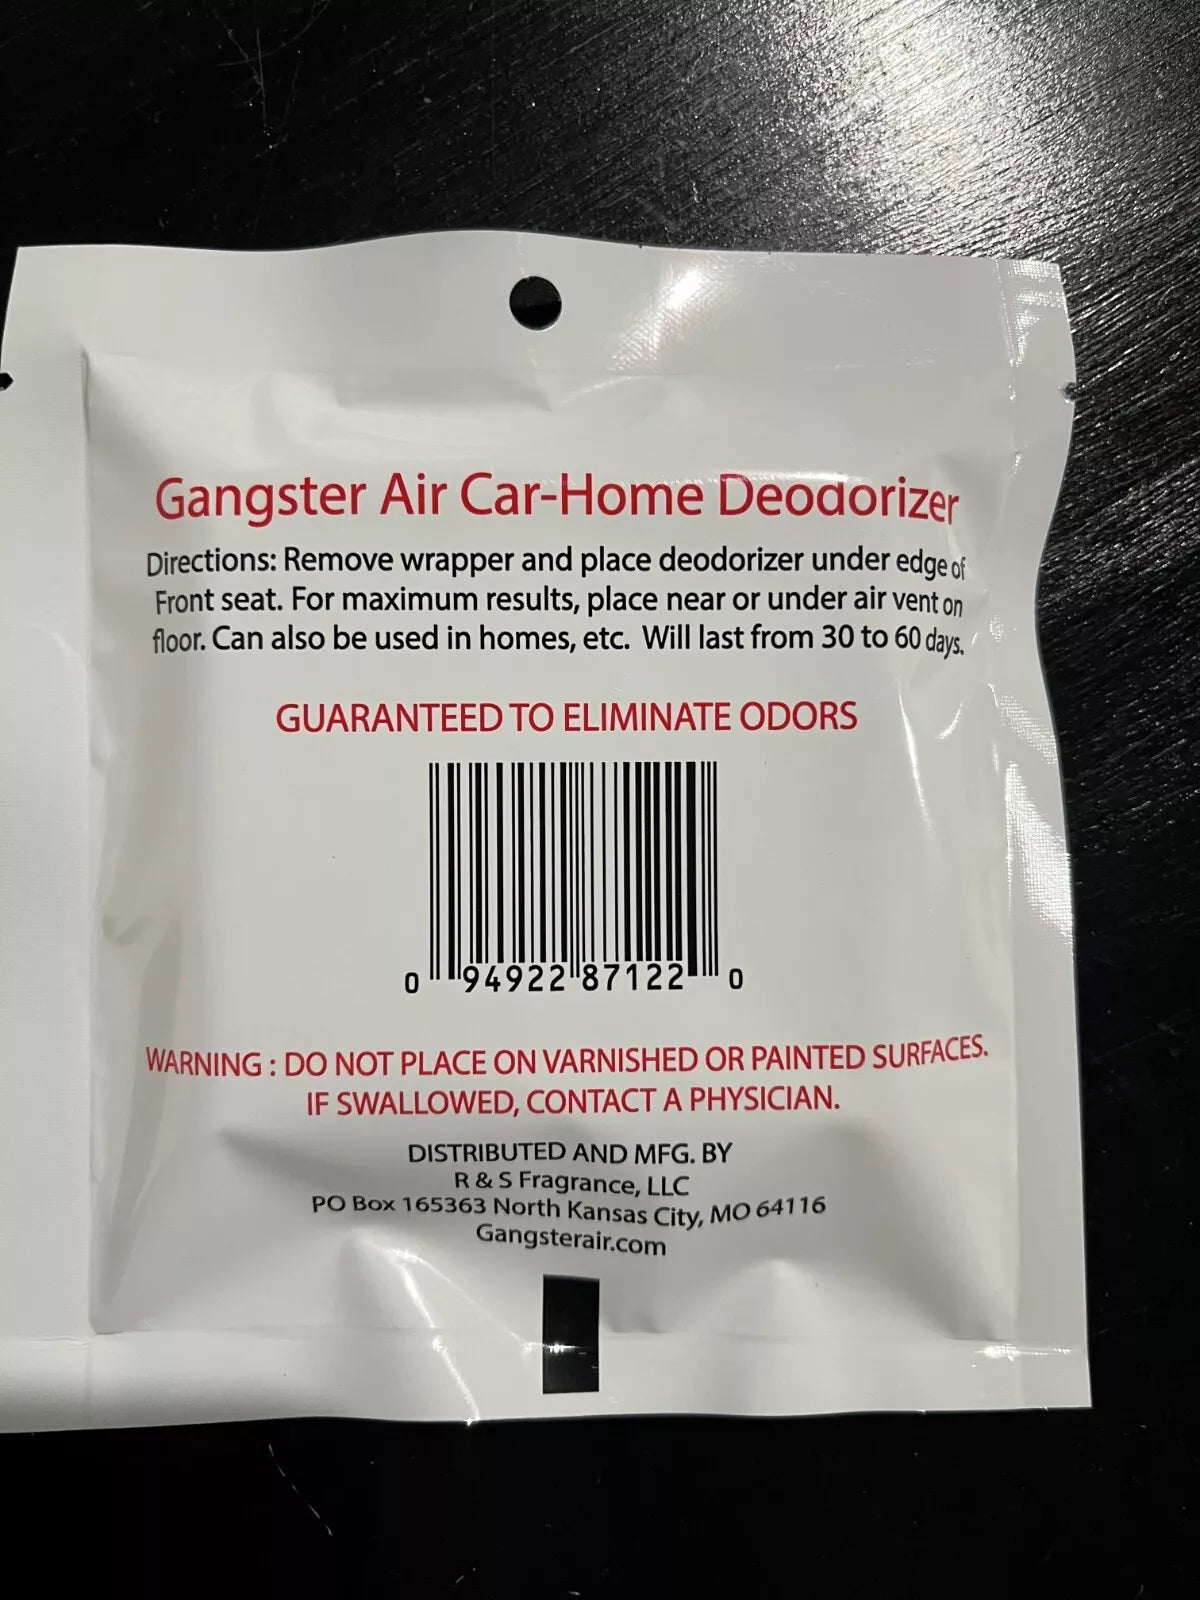 Gangster Air Car-Home Deodorizer
Directions: Remove wrapper and place deodorizer under edge of
Front seat. For maximum results, place near or under air vent on
floor. Can also be used in homes, etc. Will last from 30 to 60 days.
GUARANTEED TO ELIMINATE ODORS
0 94922 87122 0
WARNING : DO NOT PLACE ON VARNISHED OR PAINTED SURFACES.
IF SWALLOWED, CONTACT A PHYSICIAN.
DISTRIBUTED AND MFG. BY
R & S Fragrance, LLC
PO Box 165363 North Kansas City, MO 64116
Gangsterair.com